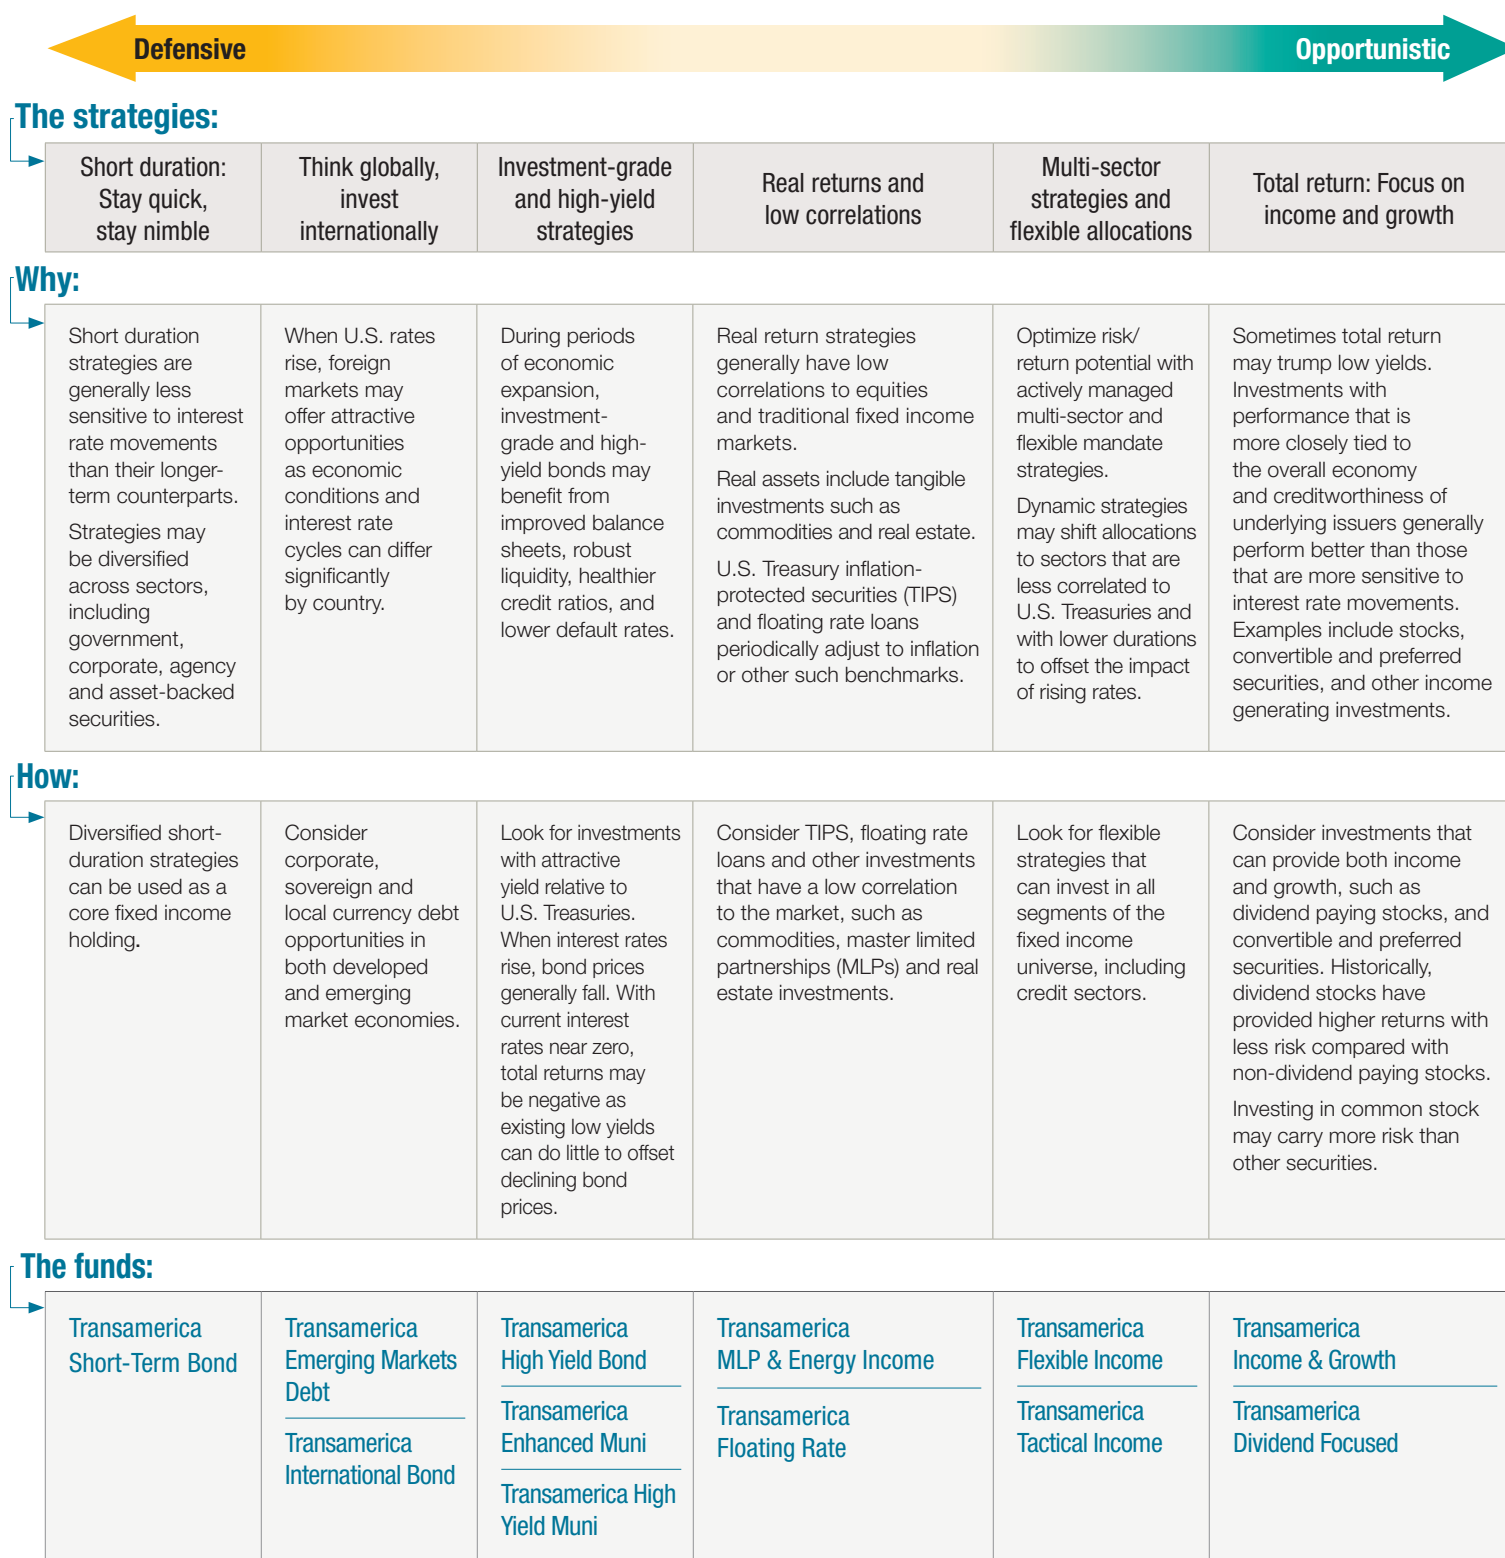 Defensive
Opportunistic
The strategies:
Short duration:
Stay quick,
stay nimble
Think globally,
invest
internationally
Investment-grade
and high-yield
strategies
Real returns and
low correlations
Multi-sector
strategies and
flexible allocations
Total return: Focus on
income and growth
Why:
Short duration
strategies are
generally less
sensitive to interest
rate movements
than their longer-
term counterparts.
Strategies may
be diversified
across sectors,
including
government,
corporate, agency
and asset-backed
securities.
When U.S. rates
rise, foreign
markets may
offer attractive
opportunities
as economic
conditions and
interest rate
cycles can differ
significantly
by country.
During periods
of economic
expansion,
investment-
grade and high-
yield bonds may
benefit from
improved balance
sheets, robust
liquidity, healthier
credit ratios, and
lower default rates.
Real return strategies
generally have low
correlations to equities
and traditional fixed income
markets.
Real assets include tangible
investments such as
commodities and real estate.
U.S. Treasury inflation-
protected securities (TIPS)
and floating rate loans
periodically adjust to inflation
or other such benchmarks.
Optimize risk/
return potential with
actively managed
multi-sector and
flexible mandate
strategies.
Dynamic strategies
may shift allocations
to sectors that are
less correlated to
U.S. Treasuries and
with lower durations
to offset the impact
of rising rates.
Sometimes total return
may trump low yields.
Investments with
performance that is
more closely tied to
the overall economy
and creditworthiness of
underlying issuers generally
perform better than those
that are more sensitive to
interest rate movements.
Examples include stocks,
convertible and preferred
securities, and other income
generating investments.
How:
Diversified short-
duration strategies
can be used as a
core fixed income
holding.
Consider
corporate,
sovereign and
local currency debt
opportunities in
both developed
and emerging
market economies.
Look for investments
with attractive
yield relative to
U.S. Treasuries.
When interest rates
rise, bond prices
generally fall. With
current interest
rates near zero,
total returns may
be negative as
existing low yields
can do little to offset
declining bond
prices.
Consider TIPS, floating rate
loans and other investments
that have a low correlation
to the market, such as
commodities, master limited
partnerships (MLPs) and real
estate investments.
Look for flexible
strategies that
can invest in all
segments of the
fixed income
universe, including
credit sectors.
Consider investments that
can provide both income
and growth, such as
dividend paying stocks, and
convertible and preferred
securities. Historically,
dividend stocks have
provided higher returns with
less risk compared with
non-dividend paying stocks.
Investing in common stock
may carry more risk than
other securities.
The funds:
Transamerica
Short-Term Bond
Transamerica
Emerging Markets
Debt
Transamerica
International Bond
Transamerica
High Yield Bond
Transamerica
Enhanced Muni
Transamerica High
Yield Muni
Transamerica
MLP & Energy Income
Transamerica
Floating Rate
Transamerica
Flexible Income
Transamerica
Tactical Income
Transamerica
Income & Growth
Transamerica
Dividend Focused